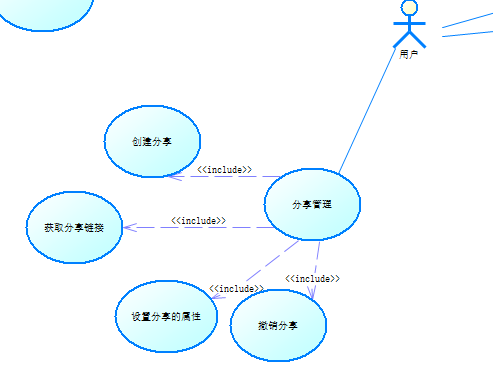 用户
创建分享
<<include>>
分享管理
<<include>>
获取分享链接
<<include>>
<<include>>
设置分享的属性
撤销分享